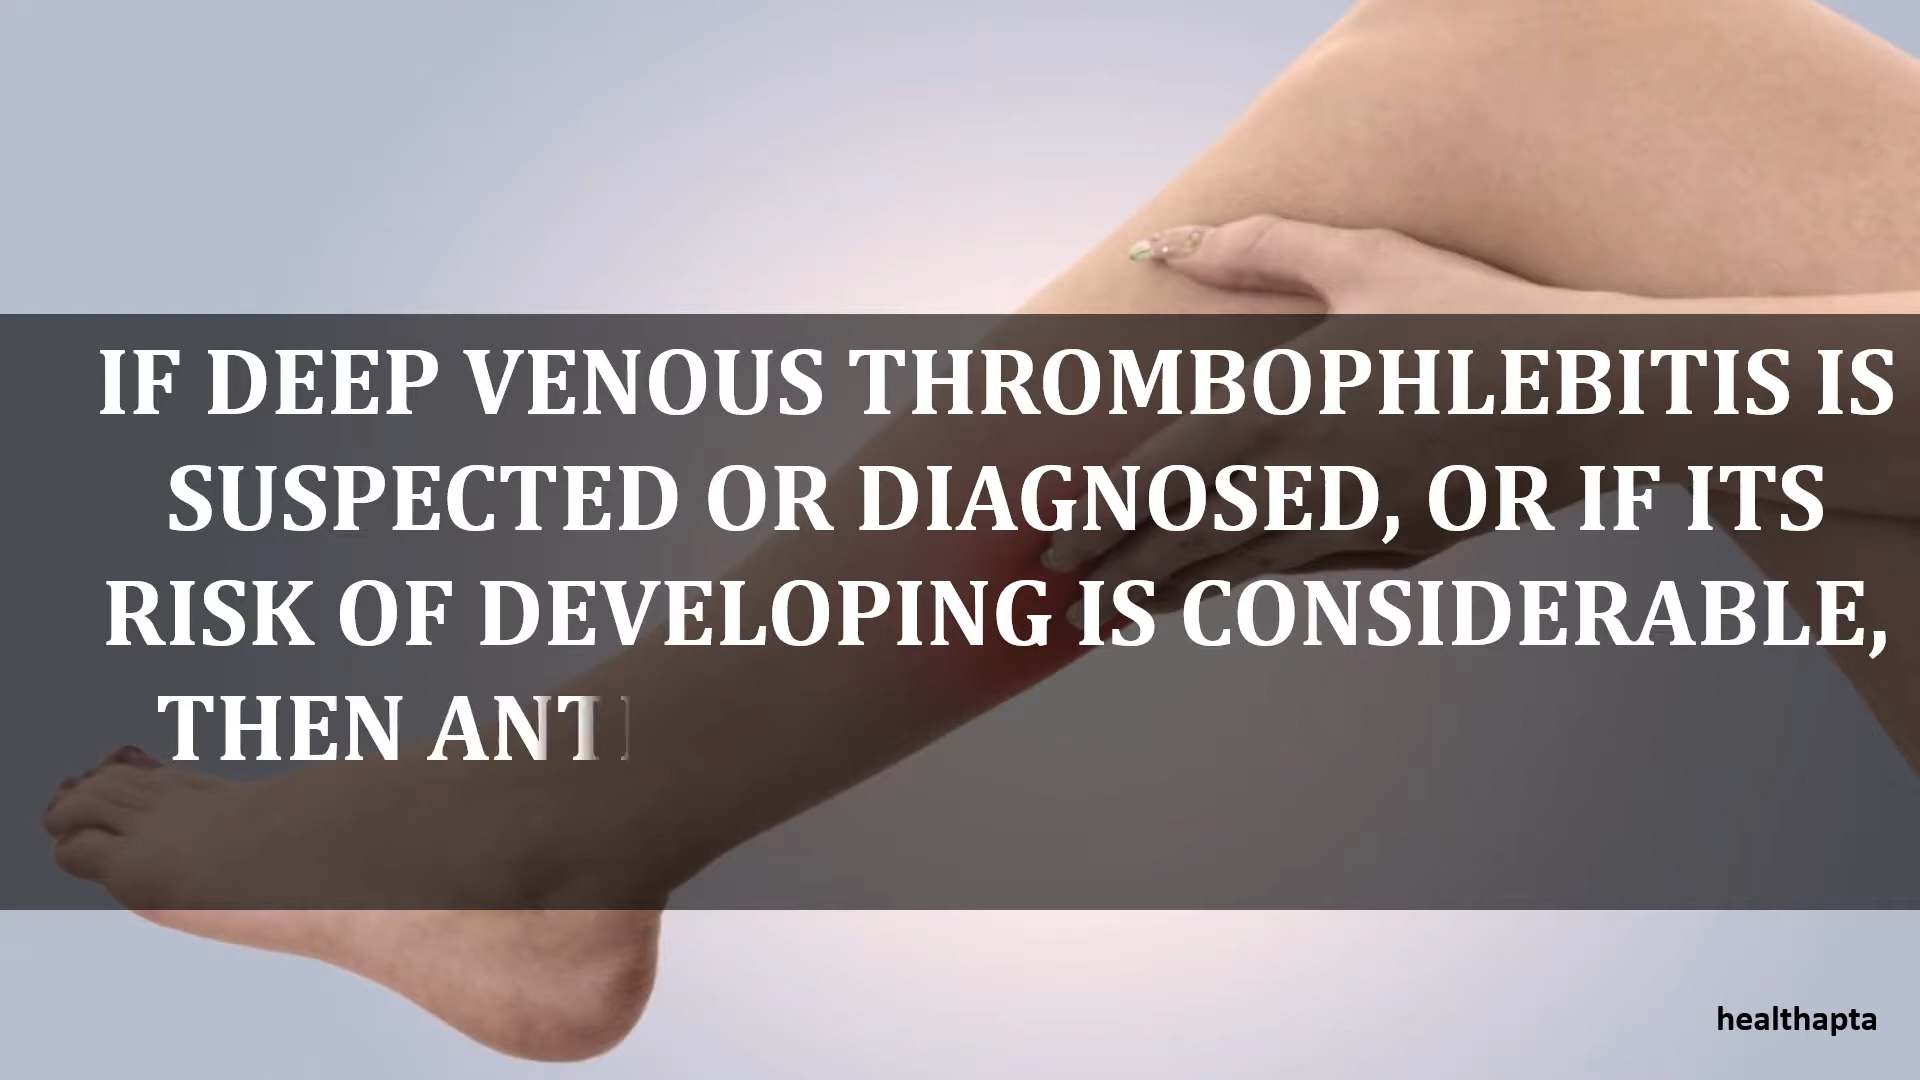 IF DEEP VENOUS THROMBOPHLEBITIS IS
SUSPECTED OR DIAGNOSED, OR IF ITS
RISK OF DEVELOPING IS CONSIDERABLE,
THEN ANT
healthapta